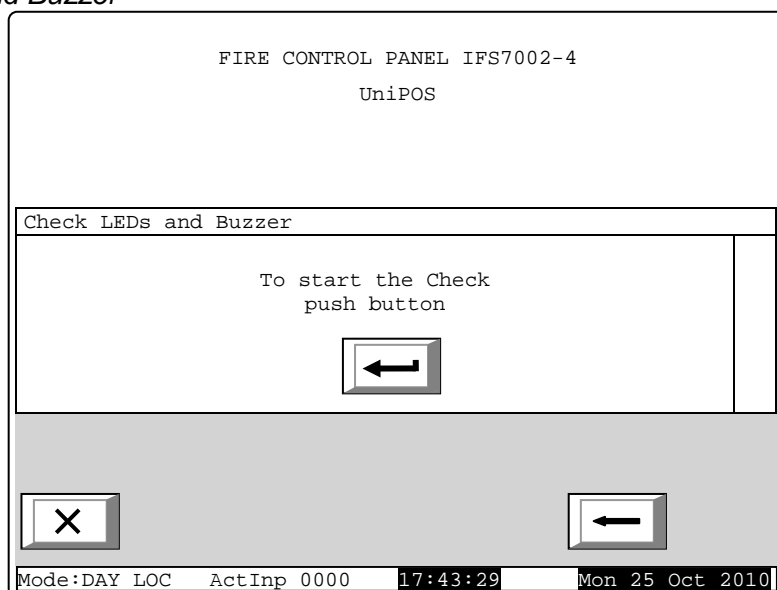 and Buzzer
FIRE CONTROL PANEL IFS7002-4
UniPOS
Check LEDs and Buzzer
To start the Check
push button
Mode:DAY LOC ActInp 0000 17:43:29 Mon 25 Oct 2010